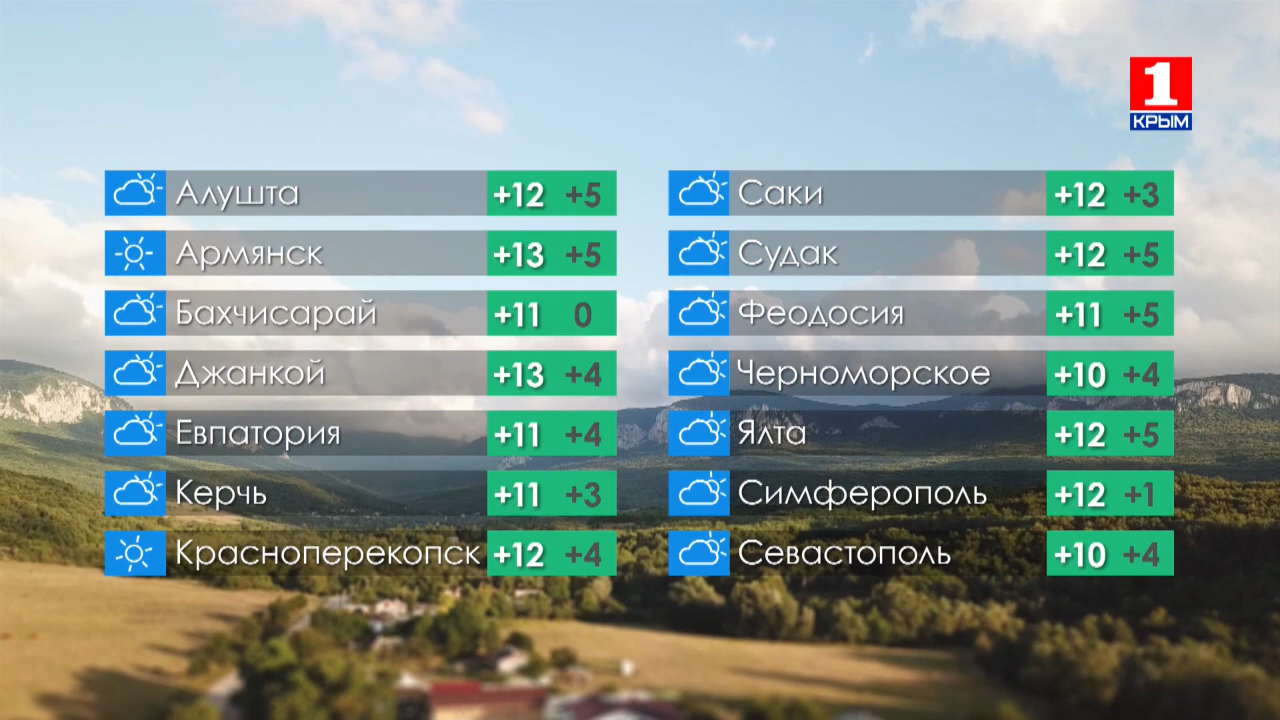 1
КРЫМ
Алушта +12 +5
Армянск +13 +5
Бахчисарай +11 0
Джанкой +13 +4
Евпатория +11 +4
Керчь +11 +3
Красноперекопск +12 +4
Саки +12 +3
Судак +12 +5
Феодосия +11 +5
Черноморское +10 +4
Ялта +12 +5
Симферополь +12 +1
Севастополь +10 +4